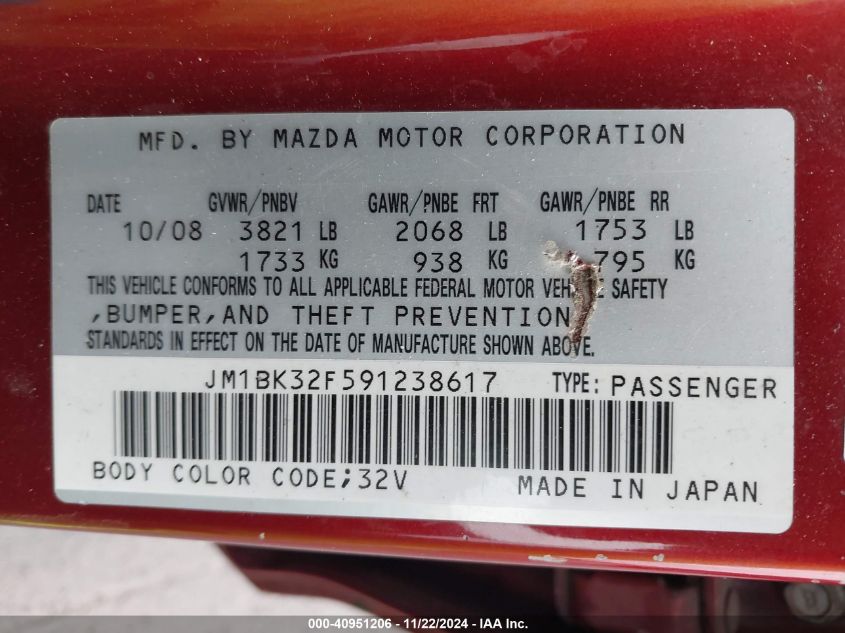 MFD. BY MAZDA MOTOR CORPORATION
DATE GVWR/PNBV GAWR/PNBE FRT GAWR/PNBE RR
10/08 3821 LB 2068 LB 1753 LB
1733 KG 938 KG 795 KG
THIS VEHICLE CONFORMS TO ALL APPLICABLE FEDERAL MOTOR VEHICLE SAFETY
,BUMPER,AND THEFT PREVENTION
STANDARDS IN EFFECT ON THE DATE OF MANUFACTURE SHOWN ABOVE.
JM1BK32F591238617 TYPE: PASSENGER
BODY COLOR CODE;32V MADE IN JAPAN
000-40951206 - 11/22/2024 - IAA Inc.